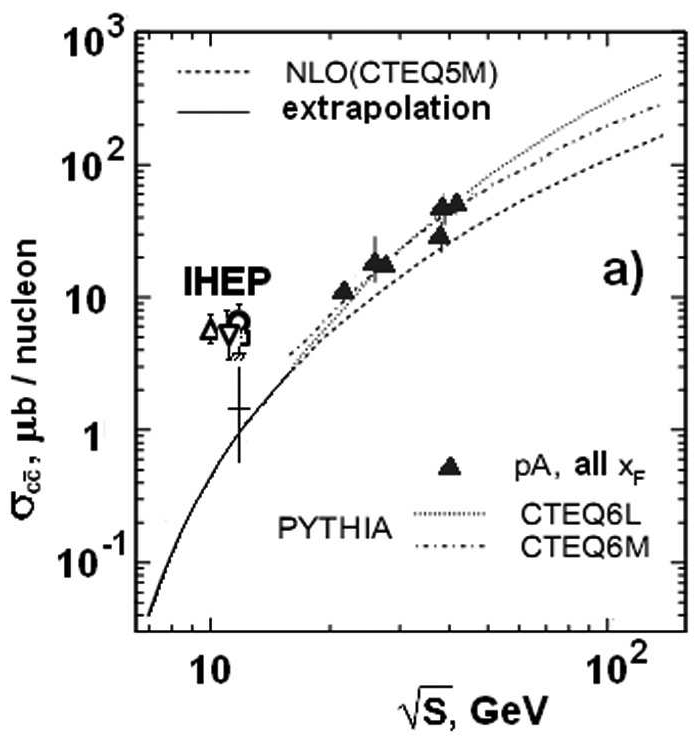 10³
NLO(CTEQ5M)
extrapolation
10²
IHEP
a)
10
σcc̄, μb / nucleon
1
pA, all xF
PYTHIA
CTEQ6L
CTEQ6M
10⁻¹
10
10²
√S, GeV